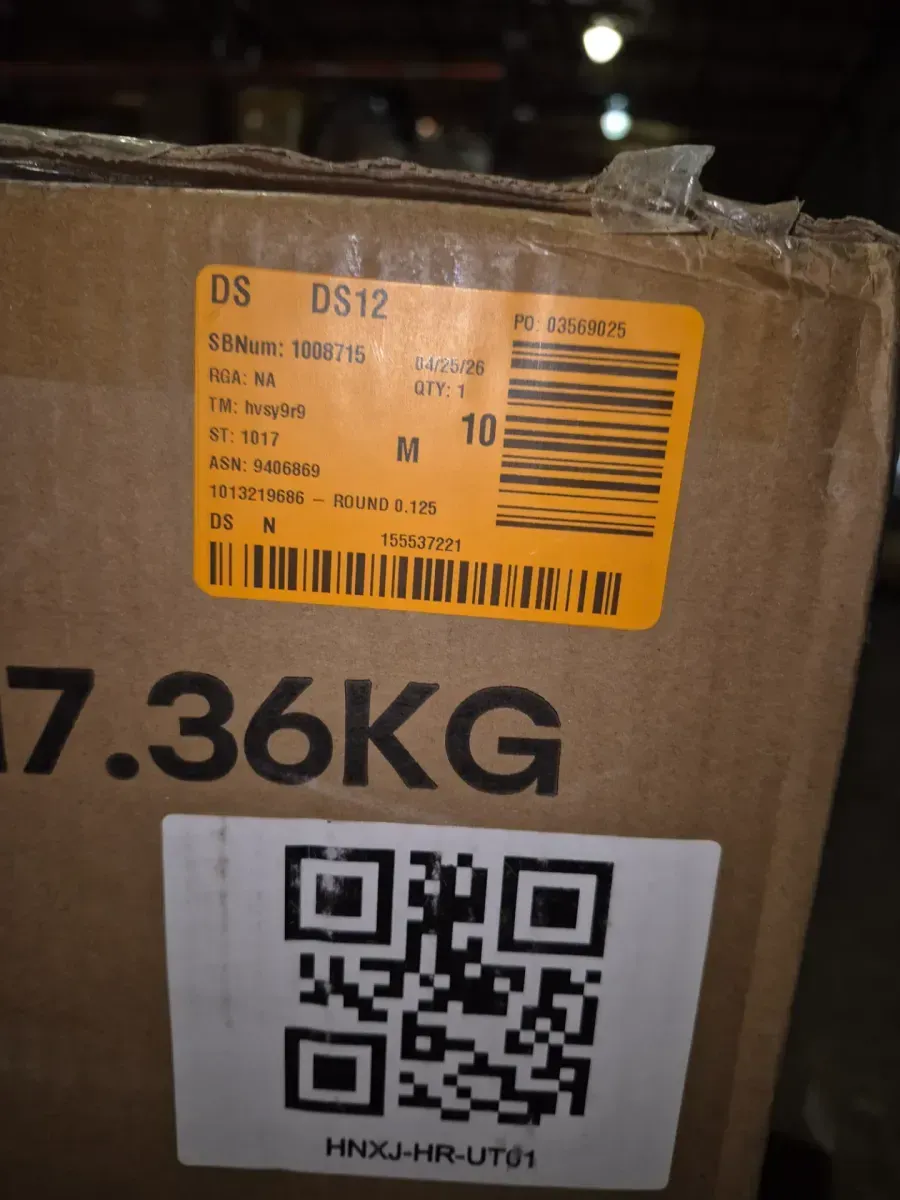 DS DS12
PO: 03569025
SBNum: 1008715
04/25/26
RGA: NA
QTY: 1
TM: hvsy9r9
10
ST: 1017
M
ASN: 9406869
1013219686 – ROUND 0.125
DS N
155537221
7.36KG
HNXJ-HR-UT01